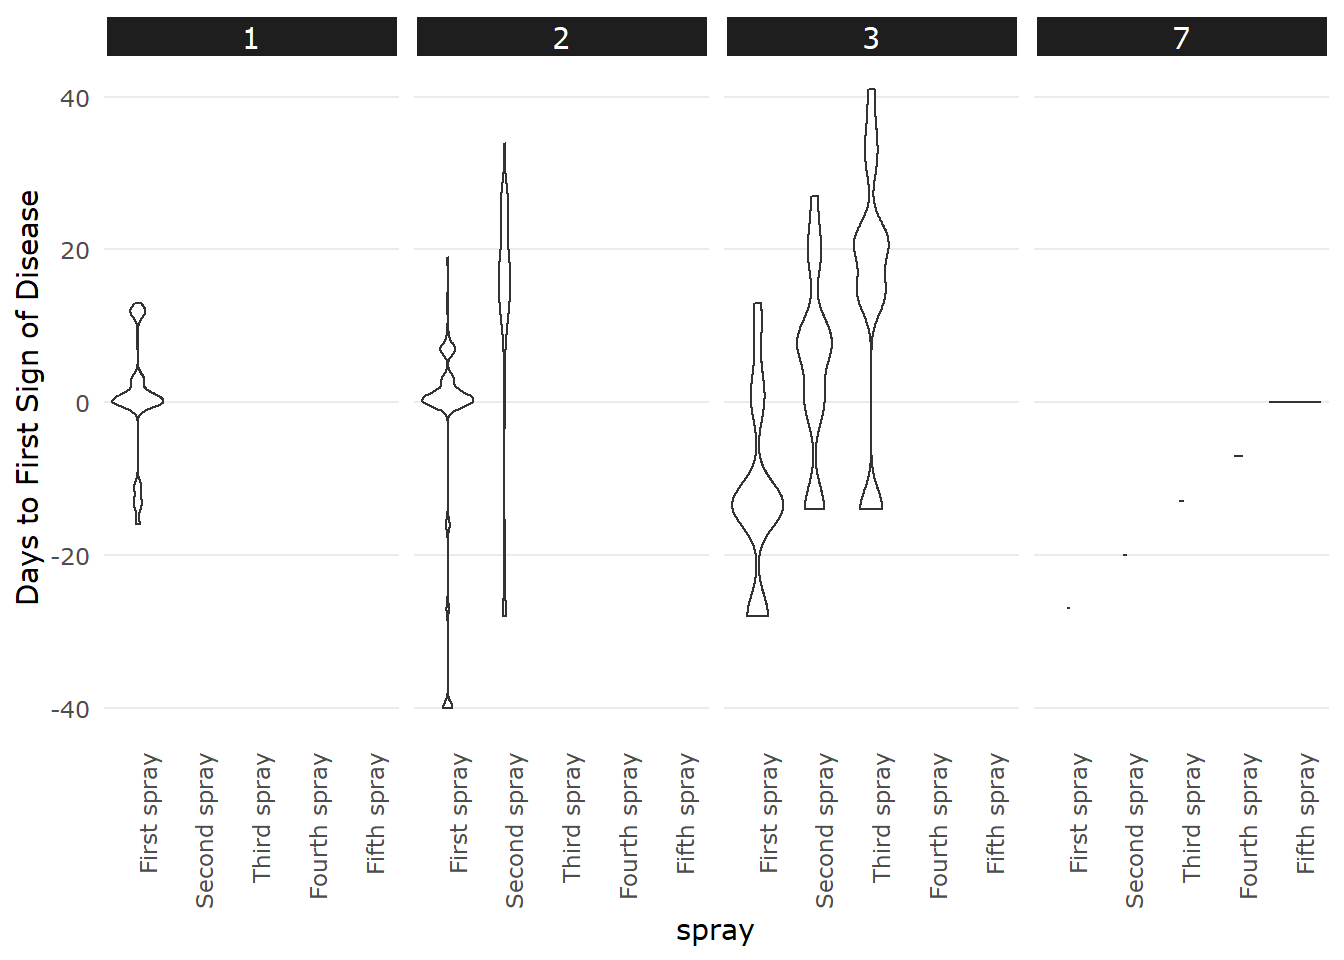 1 2 3 7
Days to First Sign of Disease
40
20
0
-20
-40
First spray
Second spray
Third spray
Fourth spray
Fifth spray
First spray
Second spray
Third spray
Fourth spray
Fifth spray
First spray
Second spray
Third spray
Fourth spray
Fifth spray
First spray
Second spray
Third spray
Fourth spray
Fifth spray
spray